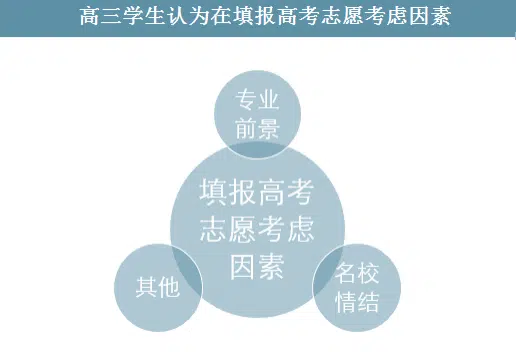 高三学生认为在填报高考志愿考虑因素
专业
前景
填报高考
志愿考虑
因素
其他
名校
情结